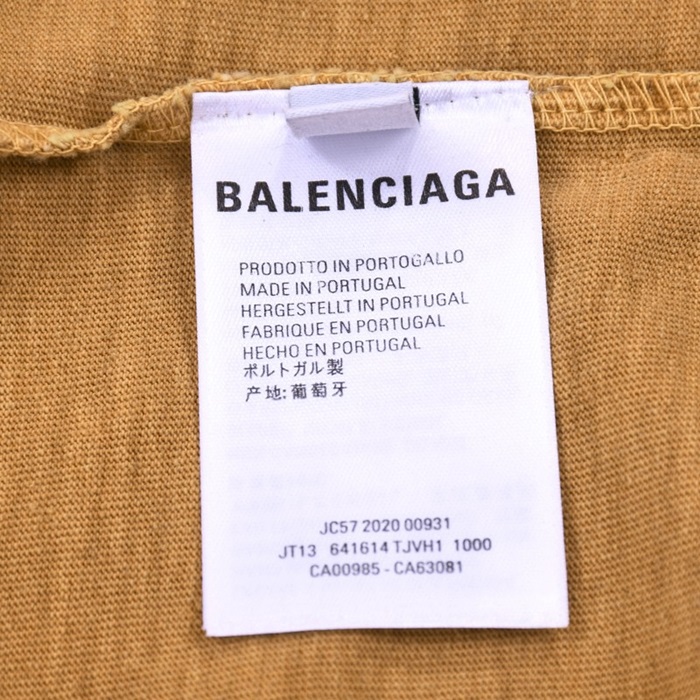 BALENCIAGA
PRODOTTO IN PORTOGALLO
MADE IN PORTUGAL
HERGESTELLT IN PORTUGAL
FABRIQUE EN PORTUGAL
HECHO EN PORTUGAL
ポルトガル製
产地:葡萄牙
JC57 2020 00931
JT13 641614 TJVH1 1000
CA00985 - CA63081